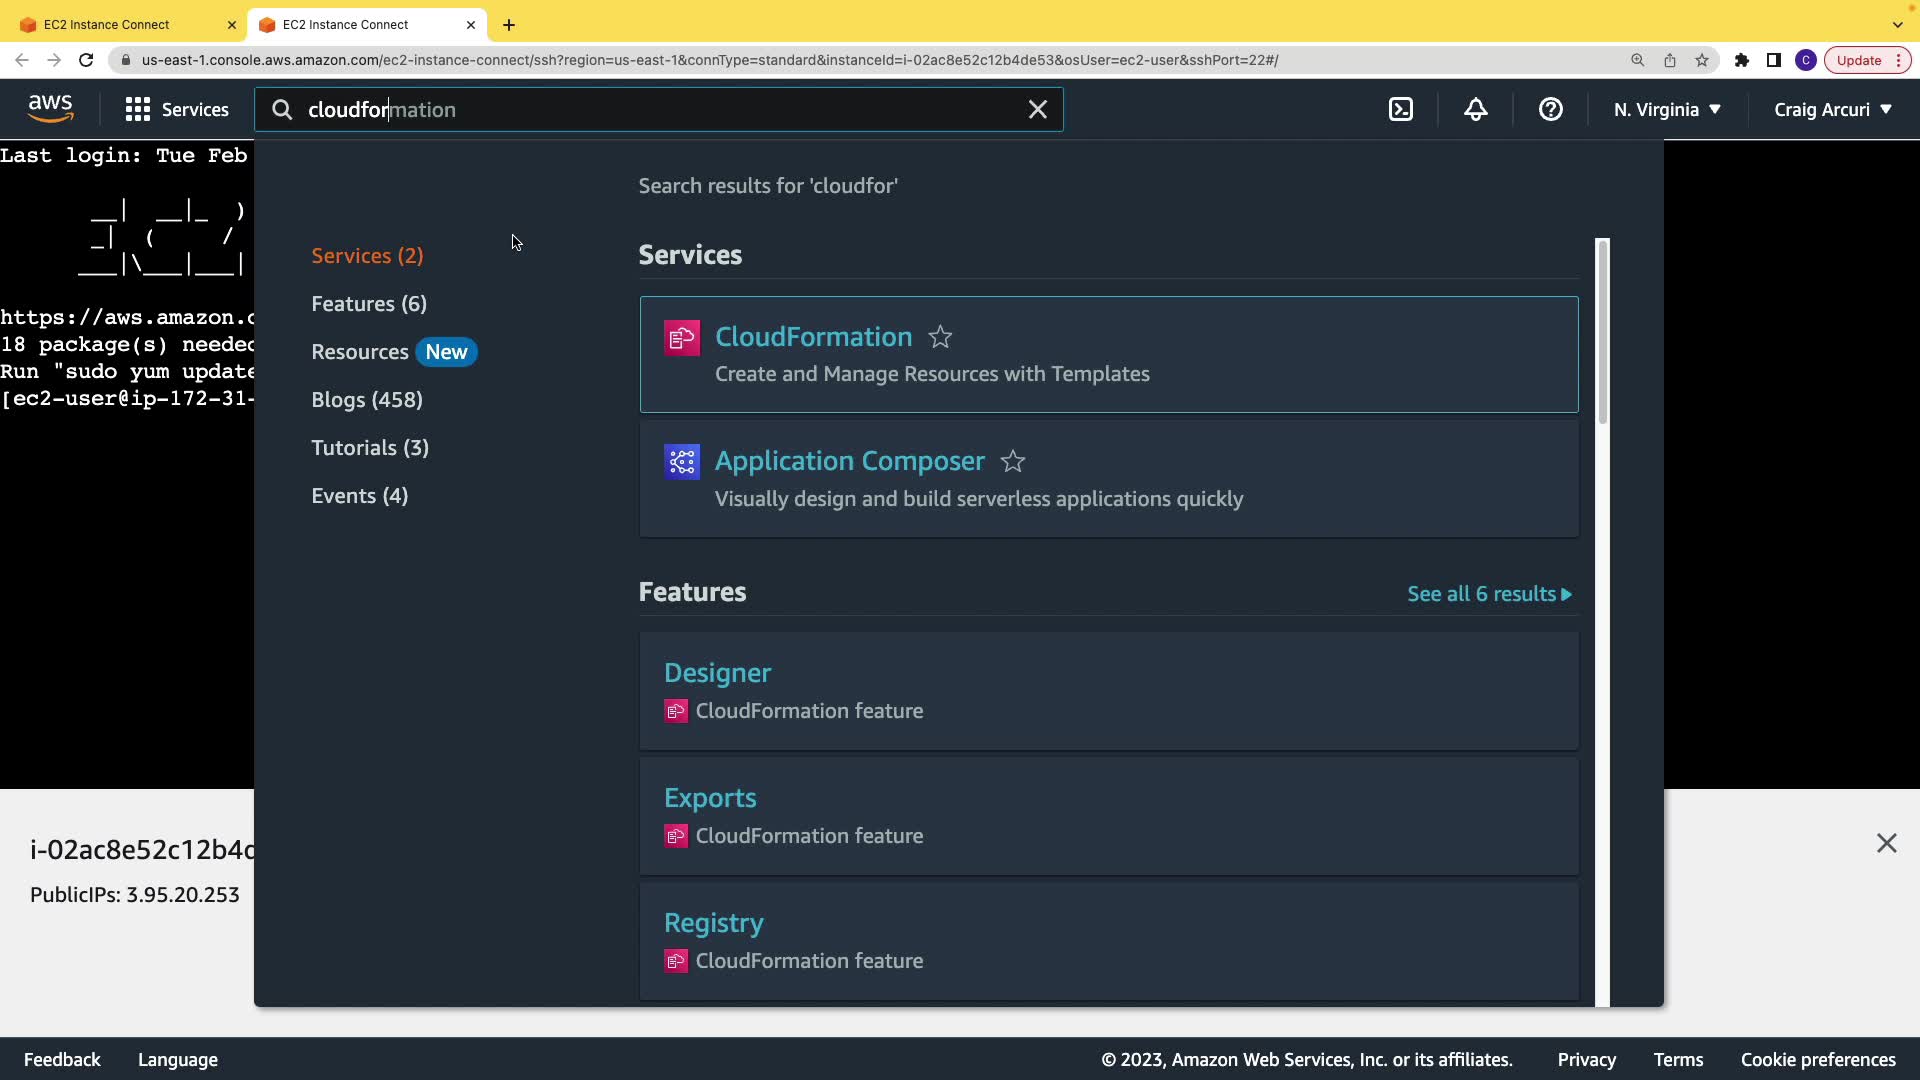 EC2 Instance Connect
EC2 Instance Connect
us-east-1.console.aws.amazon.com/ec2-instance-connect/ssh?region=us-east-1&connType=standard&instanceId=i-02ac8e52c12b4de53&osUser=ec2-user&sshPort=22#/
C
Update
aws
Services
cloudformation
N. Virginia
Craig Arcuri
Last login: Tue Feb
Search results for 'cloudfor'
Services (2)
Features (6)
Resources New
Blogs (458)
Tutorials (3)
Events (4)
https://aws.amazon.c
18 package(s) needed
Run "sudo yum update
[ec2-user@ip-172-31-
Services
CloudFormation
Create and Manage Resources with Templates
Application Composer
Visually design and build serverless applications quickly
Features
See all 6 results
Designer
CloudFormation feature
Exports
CloudFormation feature
Registry
CloudFormation feature
i-02ac8e52c12b4d
PublicIPs: 3.95.20.253
Feedback
Language
© 2023, Amazon Web Services, Inc. or its affiliates.
Privacy
Terms
Cookie preferences